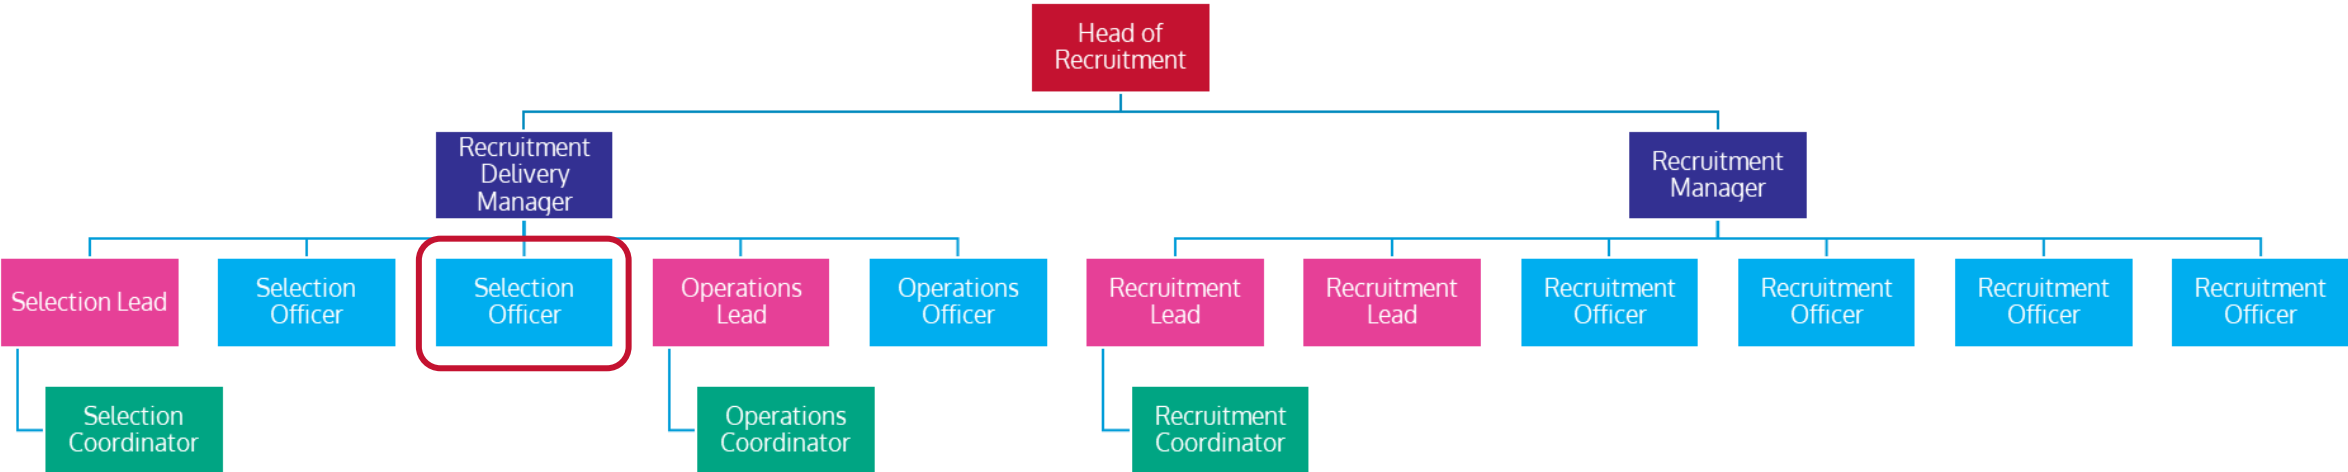 Head of
Recruitment
Recruitment
Delivery
Manager
Recruitment
Manager
Selection Lead
Selection
Officer
Selection
Officer
Operations
Lead
Operations
Officer
Recruitment
Lead
Recruitment
Lead
Recruitment
Officer
Recruitment
Officer
Recruitment
Officer
Recruitment
Officer
Selection
Coordinator
Operations
Coordinator
Recruitment
Coordinator